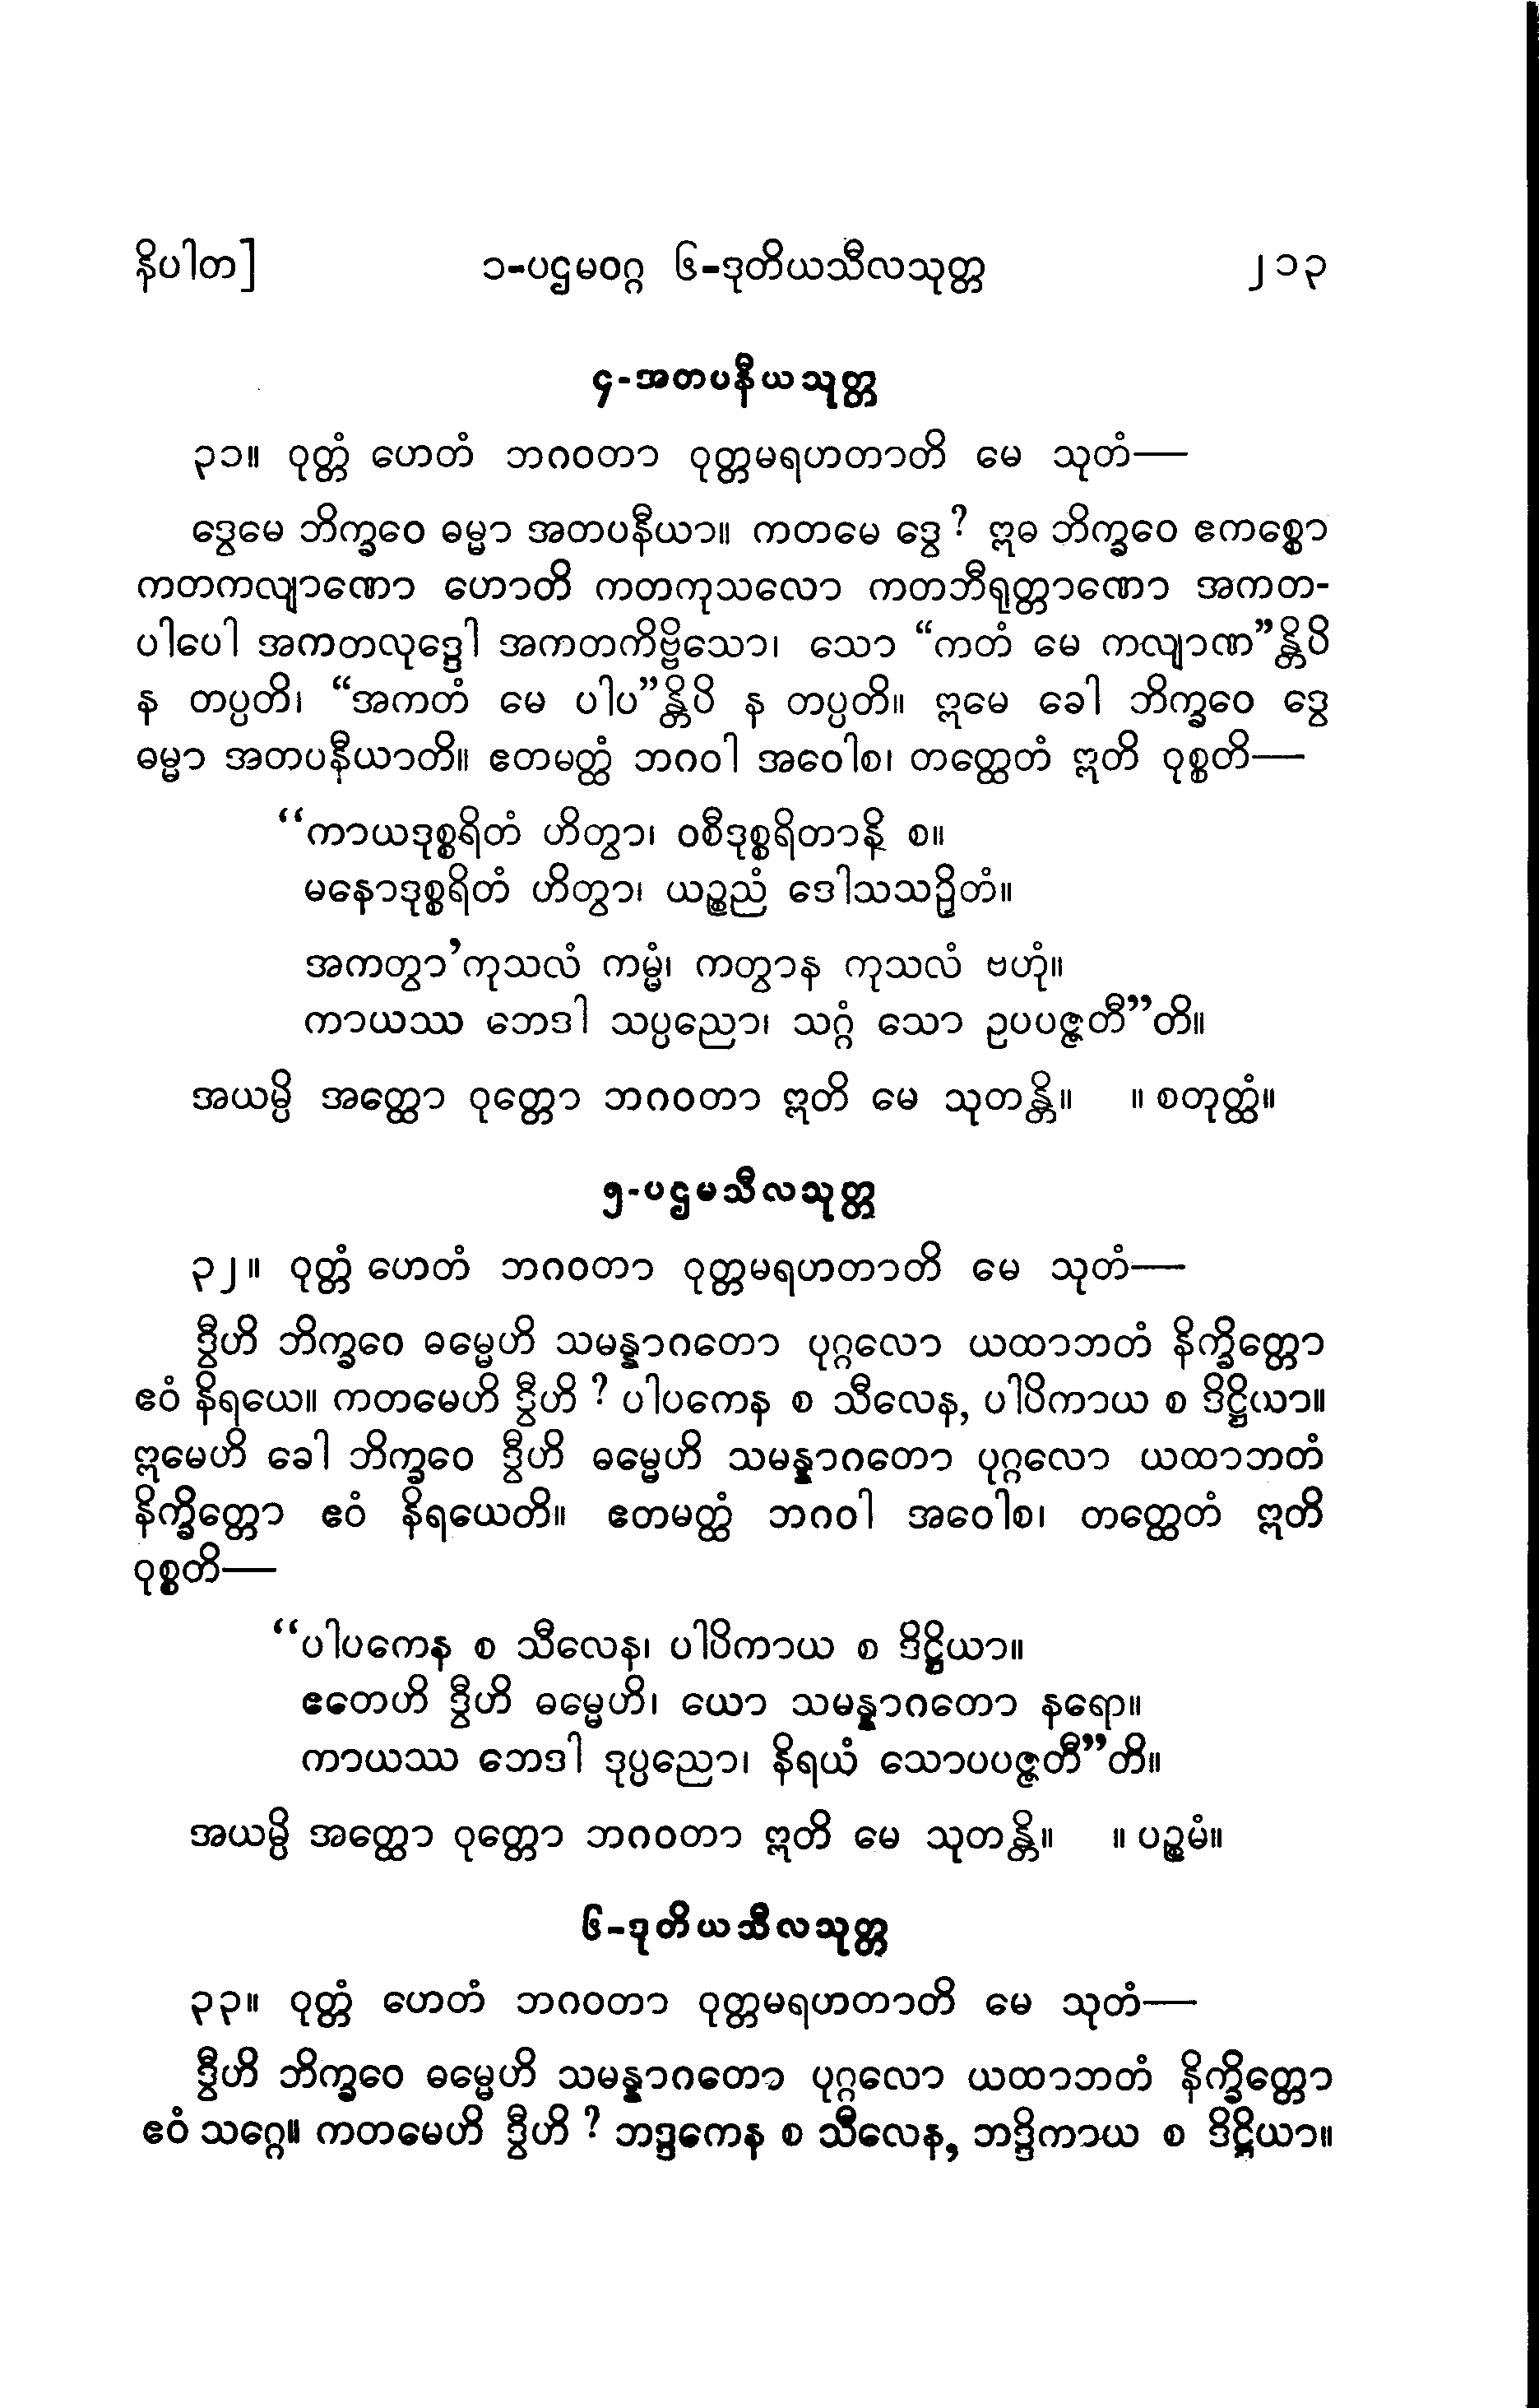 နိပါတ] ၁-ပဌမဝဂ္ဂ ၆-ဒုတိယသီလသုတ္တ ၂၁၃
၄-အတပနီယသုတ္တ
၃၁။ ဝုတ္တံ ဟေတံ ဘဂဝတာ ဝုတ္တမရဟတာတိ မေ သုတံ—
ဒွေမေ ဘိက္ခဝေ ဓမ္မာ အတပနီယာ။ ကတမေ ဒွေ ? ဣဓ ဘိက္ခဝေ ဧကစ္စော
ကတကလျာဏော ဟောတိ ကတကုသလော ကတဘီရုတ္တာဏော အကတ-
ပါပေါ အကတလုဒ္ဒေါ အကတကိဗ္ဗိသော၊ သော “ကတံ မေ ကလျာဏ”န္တိပိ
န တပ္ပတိ၊ “အကတံ မေ ပါပ”န္တိပိ န တပ္ပတိ။ ဣမေ ခေါ ဘိက္ခဝေ ဒွေ
ဓမ္မာ အတပနီယာတိ။ ဧတမတ္ထံ ဘဂဝါ အဝေါစ၊ တတ္ထေတံ ဣတိ ဝုစ္စတိ—
“ကာယဒုစ္စရိတံ ဟိတွာ၊ ဝစီဒုစ္စရိတာနိ စ။
မနောဒုစ္စရိတံ ဟိတွာ၊ ယဉ္စညံ ဒေါသသဉှိတံ။
အကတွာ’ကုသလံ ကမ္မံ၊ ကတွာန ကုသလံ ဗဟုံ။
ကာယဿ ဘေဒါ သပ္ပညော၊ သဂ္ဂံ သော ဥပပဇ္ဇတီ”တိ။
အယမ္ပိ အတ္ထော ဝုတ္တော ဘဂဝတာ ဣတိ မေ သုတန္တိ။ ။ စတုတ္ထံ။
၅-ပဌမသီလသုတ္တ
၃၂။ ဝုတ္တံ ဟေတံ ဘဂဝတာ ဝုတ္တမရဟတာတိ မေ သုတံ—
ဒွီဟိ ဘိက္ခဝေ ဓမ္မေဟိ သမန္နာဂတော ပုဂ္ဂလော ယထာဘတံ နိက္ခိတ္တော
ဧဝံ နိရယေ။ ကတမေဟိ ဒွီဟိ ? ပါပကေန စ သီလေန, ပါပိကာယ စ ဒိဋ္ဌိယာ။
ဣမေဟိ ခေါ ဘိက္ခဝေ ဒွီဟိ ဓမ္မေဟိ သမန္နာဂတော ပုဂ္ဂလော ယထာဘတံ
နိက္ခိတ္တော ဧဝံ နိရယေတိ။ ဧတမတ္ထံ ဘဂဝါ အဝေါစ၊ တတ္ထေတံ ဣတိ
ဝုစ္စတိ—
“ပါပကေန စ သီလေန၊ ပါပိကာယ စ ဒိဋ္ဌိယာ။
ဧတေဟိ ဒွီဟိ ဓမ္မေဟိ၊ ယော သမန္နာဂတော နရော။
ကာယဿ ဘေဒါ ဒုပ္ပညော၊ နိရယံ သောပပဇ္ဇတီ”တိ။
အယမ္ပိ အတ္ထော ဝုတ္တော ဘဂဝတာ ဣတိ မေ သုတန္တိ။ ။ ပဉ္စမံ။
၆-ဒုတိယသီလသုတ္တ
၃၃။ ဝုတ္တံ ဟေတံ ဘဂဝတာ ဝုတ္တမရဟတာတိ မေ သုတံ—
ဒွီဟိ ဘိက္ခဝေ ဓမ္မေဟိ သမန္နာဂတော ပုဂ္ဂလော ယထာဘတံ နိက္ခိတ္တော
ဧဝံ သဂ္ဂေ။ ကတမေဟိ ဒွီဟိ ? ဘဒ္ဒကေန စ သီလေန, ဘဒ္ဒိကာယ စ ဒိဋ္ဌိယာ။